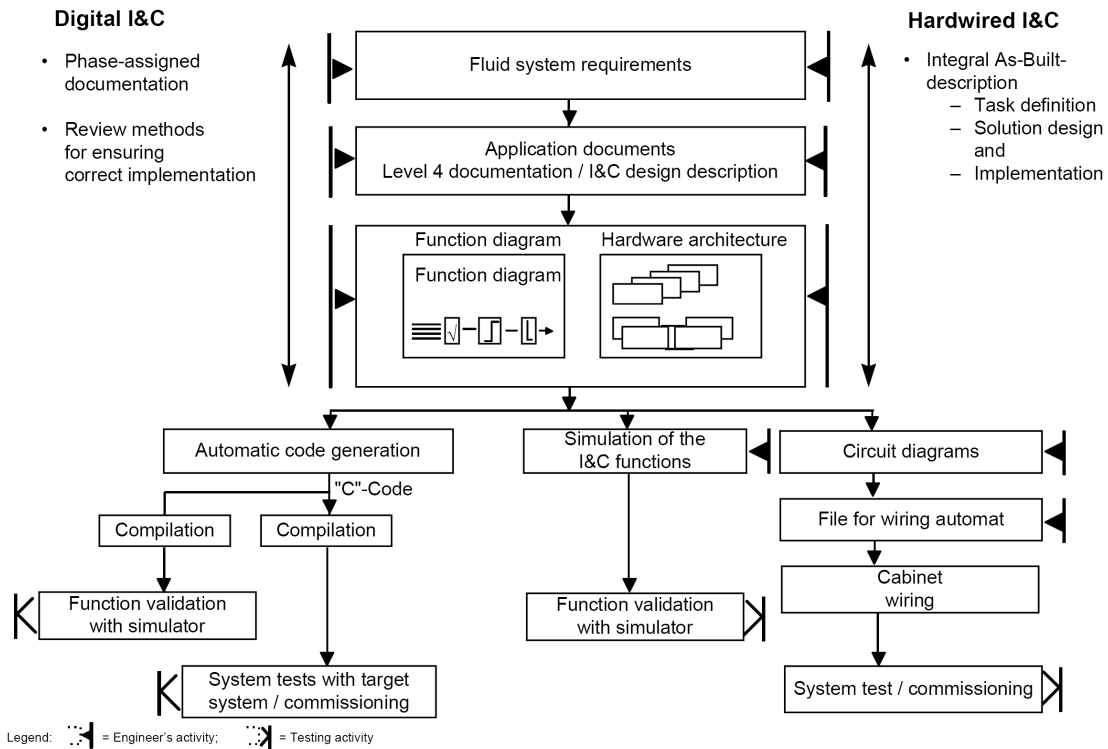 Digital I&C
• Phase-assigned
documentation
• Review methods
for ensuring
correct implementation
Hardwired I&C
• Integral As-Built-
description
– Task definition
– Solution design
and
– Implementation
Fluid system requirements
Application documents
Level 4 documentation / I&C design description
Function diagram
Hardware architecture
Function diagram
√
Automatic code generation
Simulation of the
I&C functions
Circuit diagrams
"C"-Code
Compilation
Compilation
File for wiring automat
Cabinet
wiring
Function validation
with simulator
Function validation
with simulator
System tests with target
system / commissioning
System test / commissioning
Legend: = Engineer's activity; = Testing activity